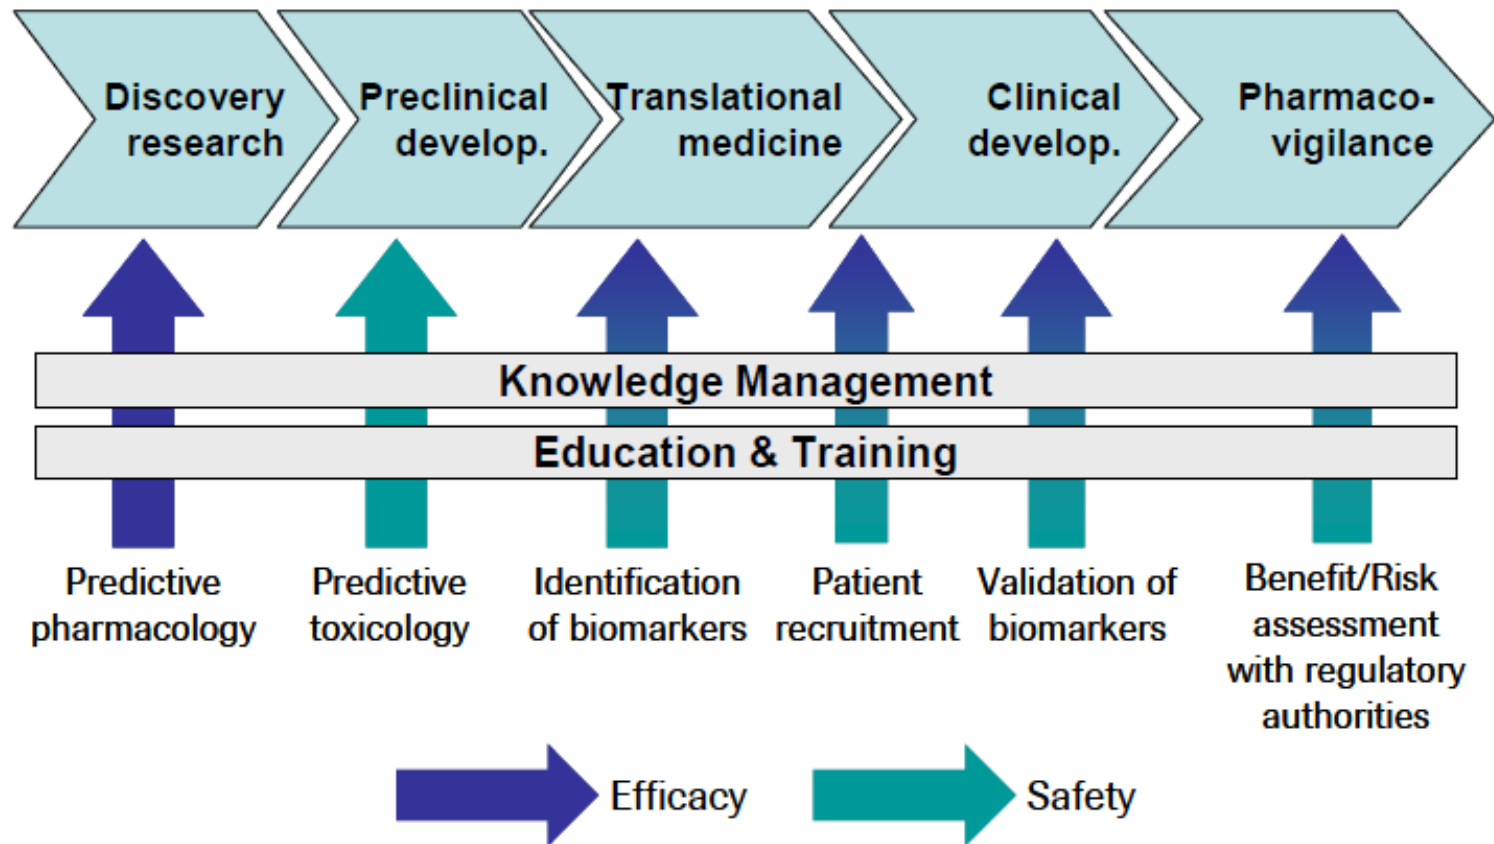 Discovery
research
Preclinical
develop.
Translational
medicine
Clinical
develop.
Pharmaco-
vigilance
Knowledge Management
Education & Training
Predictive
pharmacology
Predictive
toxicology
Identification
of biomarkers
Patient
recruitment
Validation of
biomarkers
Benefit/Risk
assessment
with regulatory
authorities
Efficacy
Safety